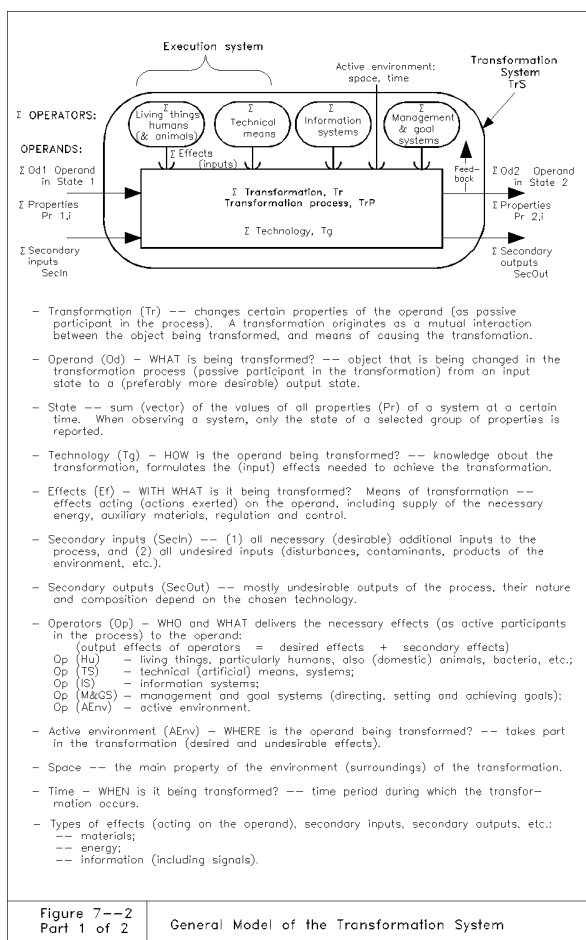 Execution system
Active environment:
space, time
Transformation
System
TrS
Σ OPERATORS:
Σ
Living things
humans
(& animals)
Σ
Technical
means
Σ
Information
systems
Σ
Management
& goal
systems
OPERANDS:
Σ Effects
(inputs)
Feed-
back
Σ Od1 Operand
in State 1
Σ Od2 Operand
in State 2
Σ Transformation, Tr
Transformation process, TrP
Σ Properties
Pr 1,i
Σ Properties
Pr 2,i
Σ Technology, Tg
Σ Secondary
inputs
SecIn
Σ Secondary
outputs
SecOut
– Transformation (Tr) –– changes certain properties of the operand (as passive
participant in the process). A transformation originates as a mutual interaction
between the object being transformed, and means of causing the transfomation.
– Operand (Od) – WHAT is being transformed? –– object that is being changed in the
transformation process (passive participant in the transformation) from an input
state to a (preferably more desirable) output state.
– State –– sum (vector) of the values of all properties (Pr) of a system at a certain
time. When observing a system, only the state of a selected group of properties is
reported.
– Technology (Tg) – HOW is the operand being transformed? –– knowledge about the
transformation, formulates the (input) effects needed to achieve the transformation.
– Effects (Ef) – WITH WHAT is it being transformed? Means of transformation ––
effects acting (actions exerted) on the operand, including supply of the necessary
energy, auxiliary materials, regulation and control.
– Secondary inputs (SecIn) –– (1) all necessary (desirable) additional inputs to the
process, and (2) all undesired inputs (disturbances, contaminants, products of the
environment, etc.).
– Secondary outputs (SecOut) –– mostly undesirable outputs of the process, their nature
and composition depend on the chosen technology.
– Operators (Op) – WHO and WHAT delivers the necessary effects (as active participants
in the process) to the operand:
(output effects of operators = desired effects + secondary effects)
Op (Hu) – living things, particularly humans, also (domestic) animals, bacteria, etc.;
Op (TS) – technical (artificial) means, systems;
Op (IS) – information systems;
Op (M&GS) – management and goal systems (directing, setting and achieving goals);
Op (AEnv) – active environment.
– Active environment (AEnv) – WHERE is the operand being transformed? –– takes
part in the transformation (desired and undesirable effects).
– Space –– the main property of the environment (surroundings) of the transformation.
– Time – WHEN is it being transformed? –– time period during which the transfor–
mation occurs.
– Types of effects (acting on the operand), secondary inputs, secondary outputs, etc.:
–– materials;
–– energy;
–– information (including signals).
Figure 7––2
Part 1 of 2
General Model of the Transformation System